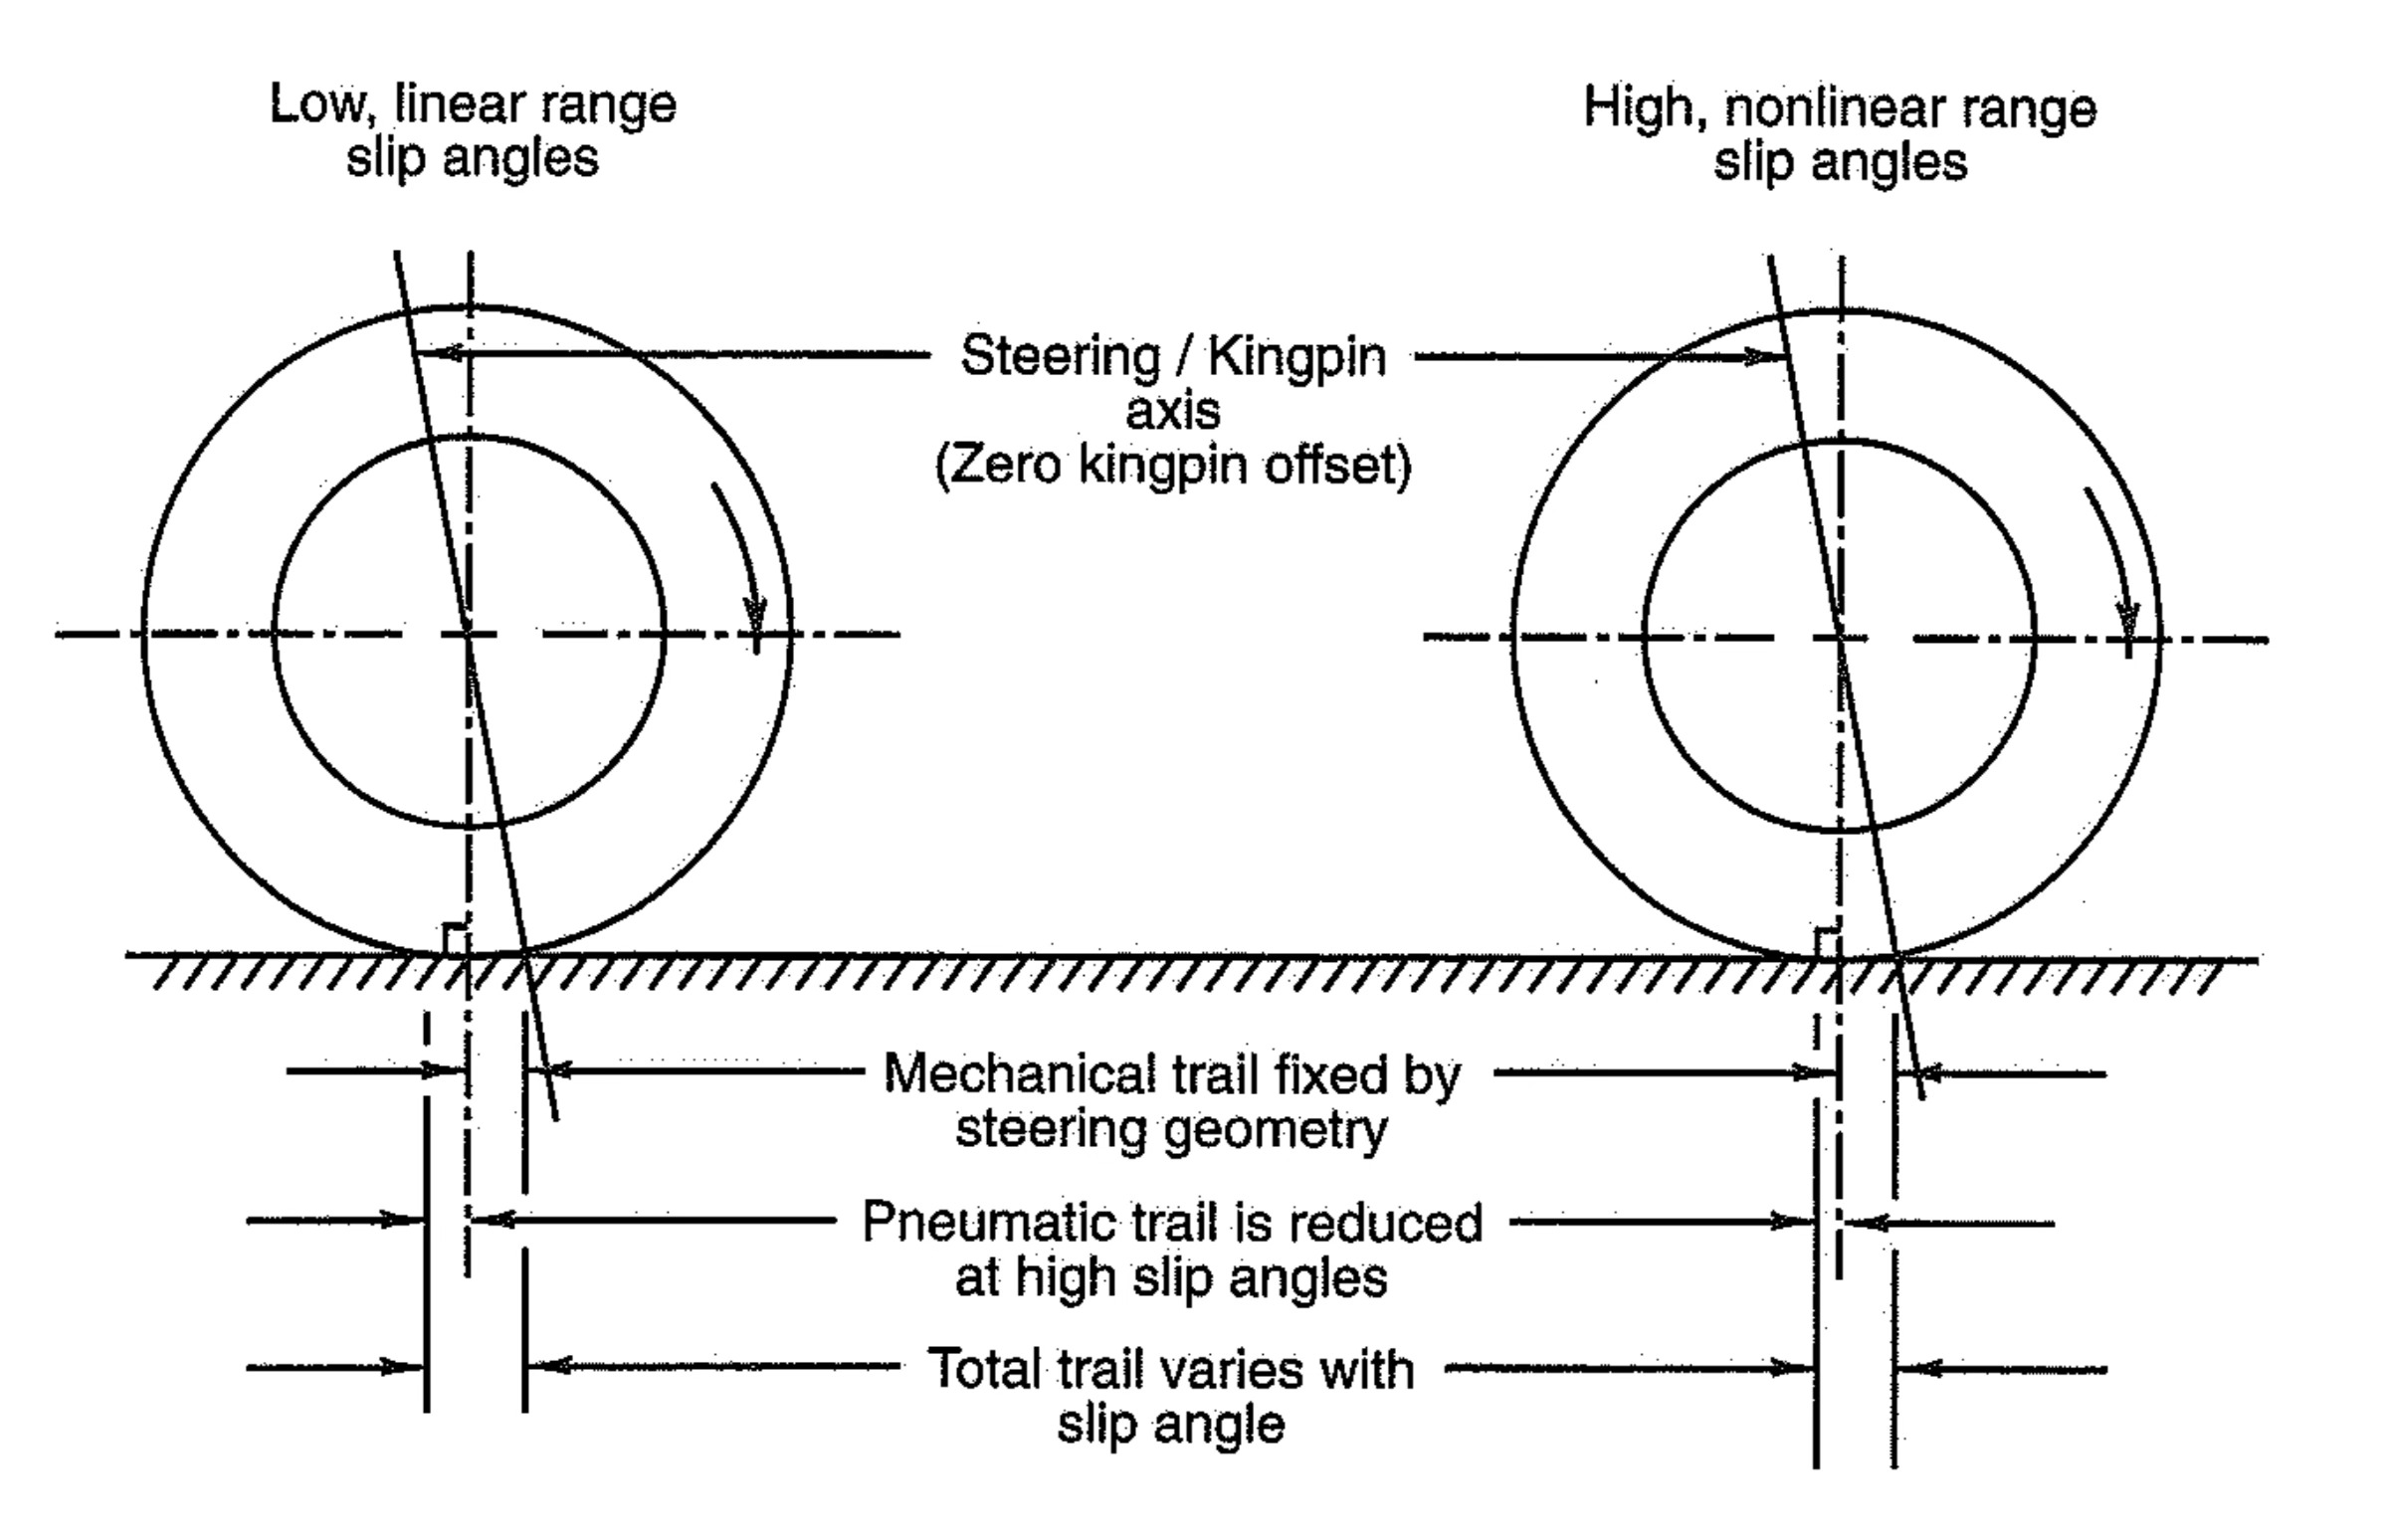 Low, linear range
slip angles
High, nonlinear range
slip angles
Steering / Kingpin
axis
(Zero kingpin offset)
Mechanical trail fixed by
steering geometry
Pneumatic trail is reduced
at high slip angles
Total trail varies with
slip angle